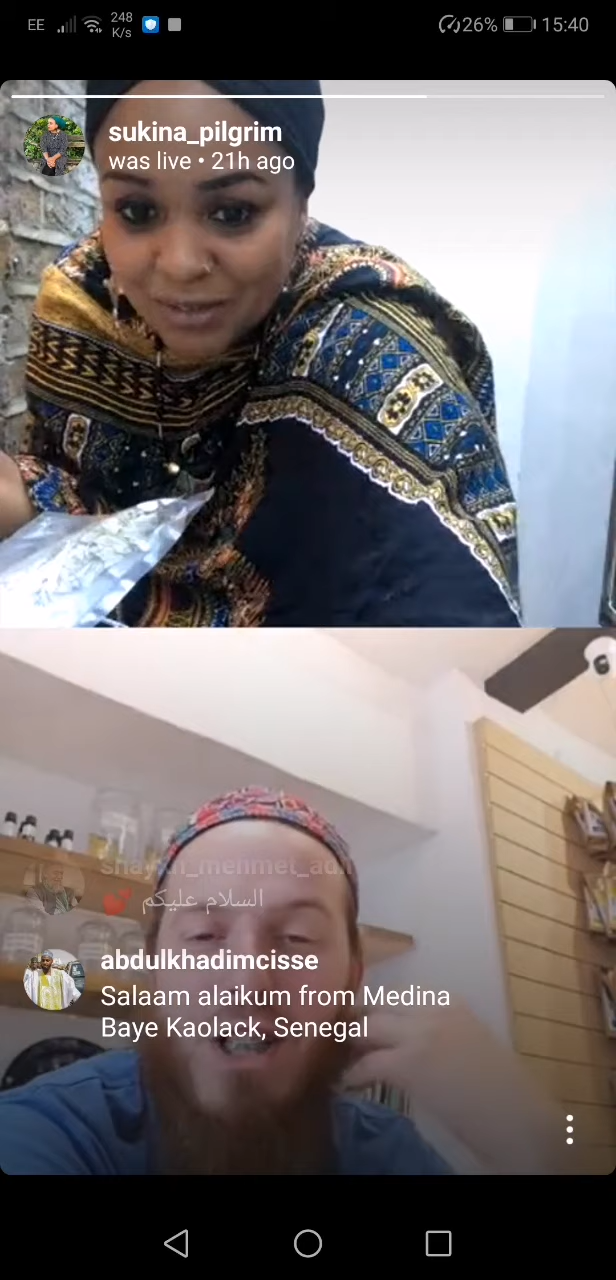 EE
248
K/s
26%
15:40
sukina_pilgrim
was live • 21h ago
السلام عليكم
abdulkhadimcisse
Salaam alaikum from Medina
Baye Kaolack, Senegal